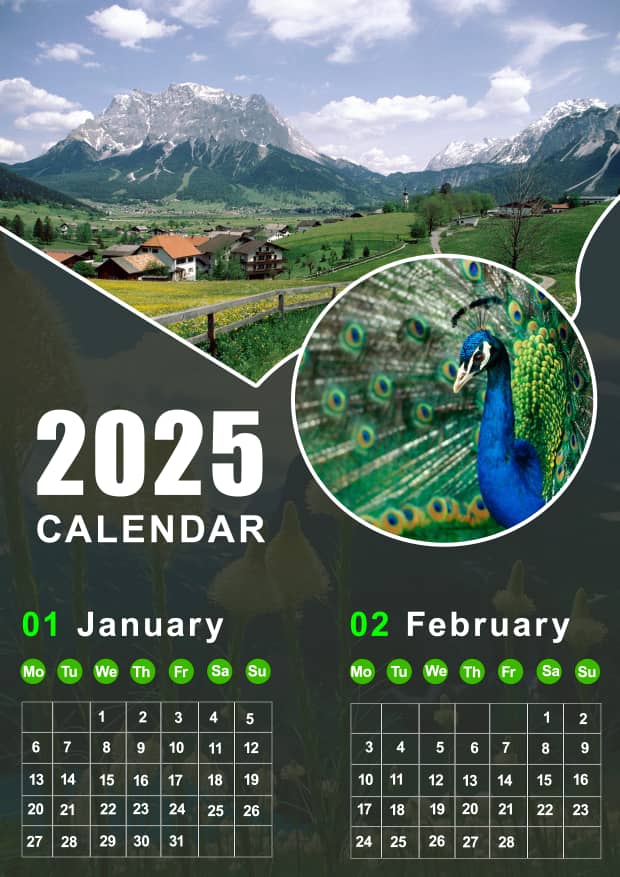 2025
CALENDAR
01 January
Mo Tu We Th Fr Sa Su
1 2 3 4 5
6 7 8 9 10 11 12
13 14 15 16 17 18 19
20 21 22 23 24 25 26
27 28 29 30 31
02 February
Mo Tu We Th Fr Sa Su
1 2
3 4 5 6 7 8 9
10 11 12 13 14 15 16
17 18 19 20 21 22 23
24 25 26 27 28